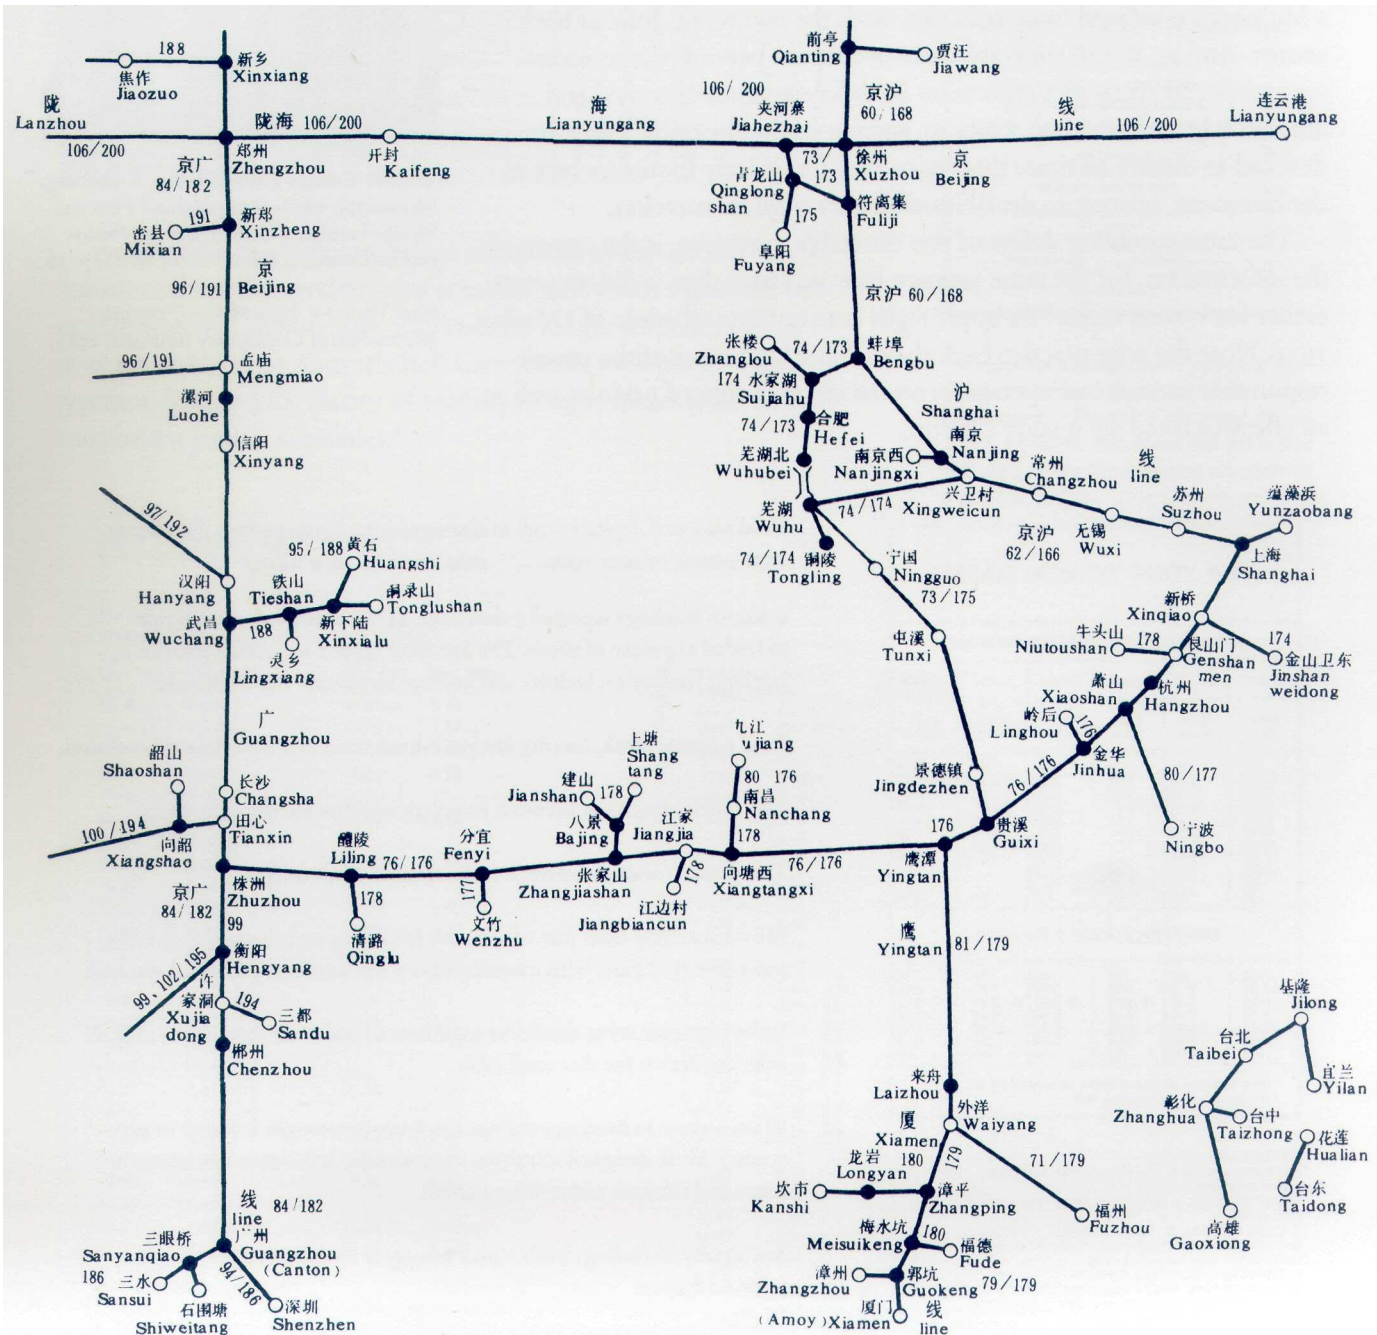 188
焦作
Jiaozuo
新乡
Xinxiang
前亭
Qianting
贾汪
Jiawang
陇
Lanzhou
陇海 106/200
海
Lianyungang
106/200
夹河寨
Jiahezhai
京沪
60/168
线
line
106/200
连云港
Lianyungang
106/200
郑州
Zhengzhou
开封
Kaifeng
73/
173
徐州
Xuzhou
京
Beijing
京广
84/182
青龙山
Qinglong
shan
175
符离集
Fuliji
191
密县
Mixian
新郑
Xinzheng
阜阳
Fuyang
京
96/191
Beijing
京沪 60/168
96/191
孟庙
Mengmiao
张楼
Zhanglou
74/173
蚌埠
Bengbu
漯河
Luohe
174
水家湖
Suijiahu
沪
Shanghai
信阳
Xinyang
74/173
合肥
Hefei
芜湖北
Wuhubei
南京西
Nanjingxi
南京
Nanjing
常州
Changzhou
线
line
97/192
芜湖
Wuhu
74/174
兴卫村
Xingweicun
苏州
Suzhou
蕴藻浜
Yunzaobang
京沪
62/166
无锡
Wuxi
上海
Shanghai
95/188
黄石
Huangshi
74/174
铜陵
Tongling
宁国
Ningguo
73/175
汉阳
Hanyang
铁山
Tieshan
铜录山
Tonglushan
新桥
Xinqiao
武昌
Wuchang
188
新下陆
Xinxialu
灵乡
Lingxiang
屯溪
Tunxi
牛头山
Niutoushan
178
艮山门
Genshan
men
174
金山卫东
Jinshan
weidong
萧山
Xiaoshan
杭州
Hangzhou
广
Guangzhou
岭后
Linghou
176
金华
Jinhua
韶山
Shaoshan
长沙
Changsha
上塘
Shang
tang
九江
ujiang
80 176
建山
Jianshan
178
景德镇
Jingdezhen
76/176
80/177
100/194
向韶
Xiangshao
田心
Tianxin
八景
Bajing
江家
Jiangjia
南昌
Nanchang
178
176
贵溪
Guixi
宁波
Ningbo
醴陵
Liling
76/176
分宜
Fenyi
张家山
Zhangjiashan
178
向塘西
Xiangtangxi
76/176
鹰潭
Yingtan
株洲
Zhuzhou
京广
84/182
178
177
江边村
Jiangbiancun
99
清潞
Qinglu
文竹
Wenzhu
衡阳
Hengyang
鹰
Yingtan
81/179
99、102/195
许
家洞
Xujia
dong
194
三都
Sandu
郴州
Chenzhou
基隆
Jilong
台北
Taibei
宜兰
Yilan
来舟
Laizhou
彰化
Zhanghua
台中
Taizhong
厦
Xiamen
外洋
Waiyang
花莲
Hualian
龙岩
Longyan
180
179
71/179
坎市
Kanshi
漳平
Zhangping
福州
Fuzhou
台东
Taidong
高雄
Gaoxiong
线
line
84/182
梅水坑
Meisuikeng
180
福德
Fude
三眼桥
Sanyanqiao
广州
Guangzhou
(Canton)
186
三水
Sansui
94/186
漳州
Zhangzhou
郭坑
Guokeng
79/179
石围塘
Shiweitang
深圳
Shenzhen
厦门
(Amoy) Xiamen
线
line